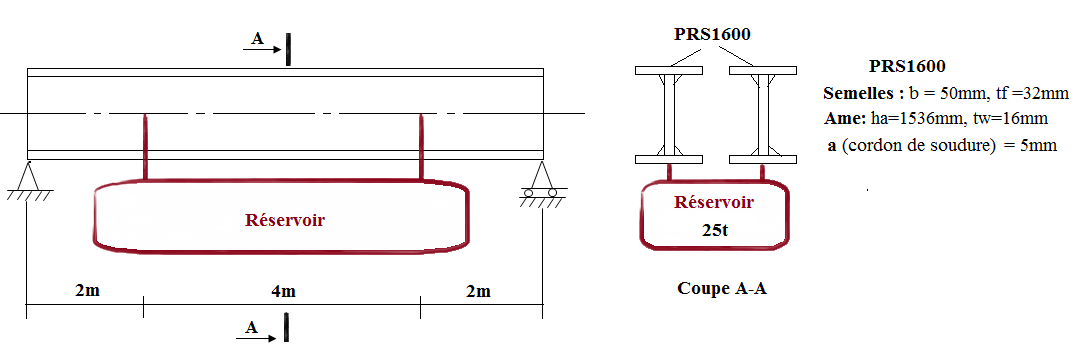 A
Réservoir
2m
4m
2m
A
PRS1600
Réservoir
25t
Coupe A-A
PRS1600
Semelles : b = 50mm, tf =32mm
Ame: ha=1536mm, tw=16mm
a (cordon de soudure) = 5mm